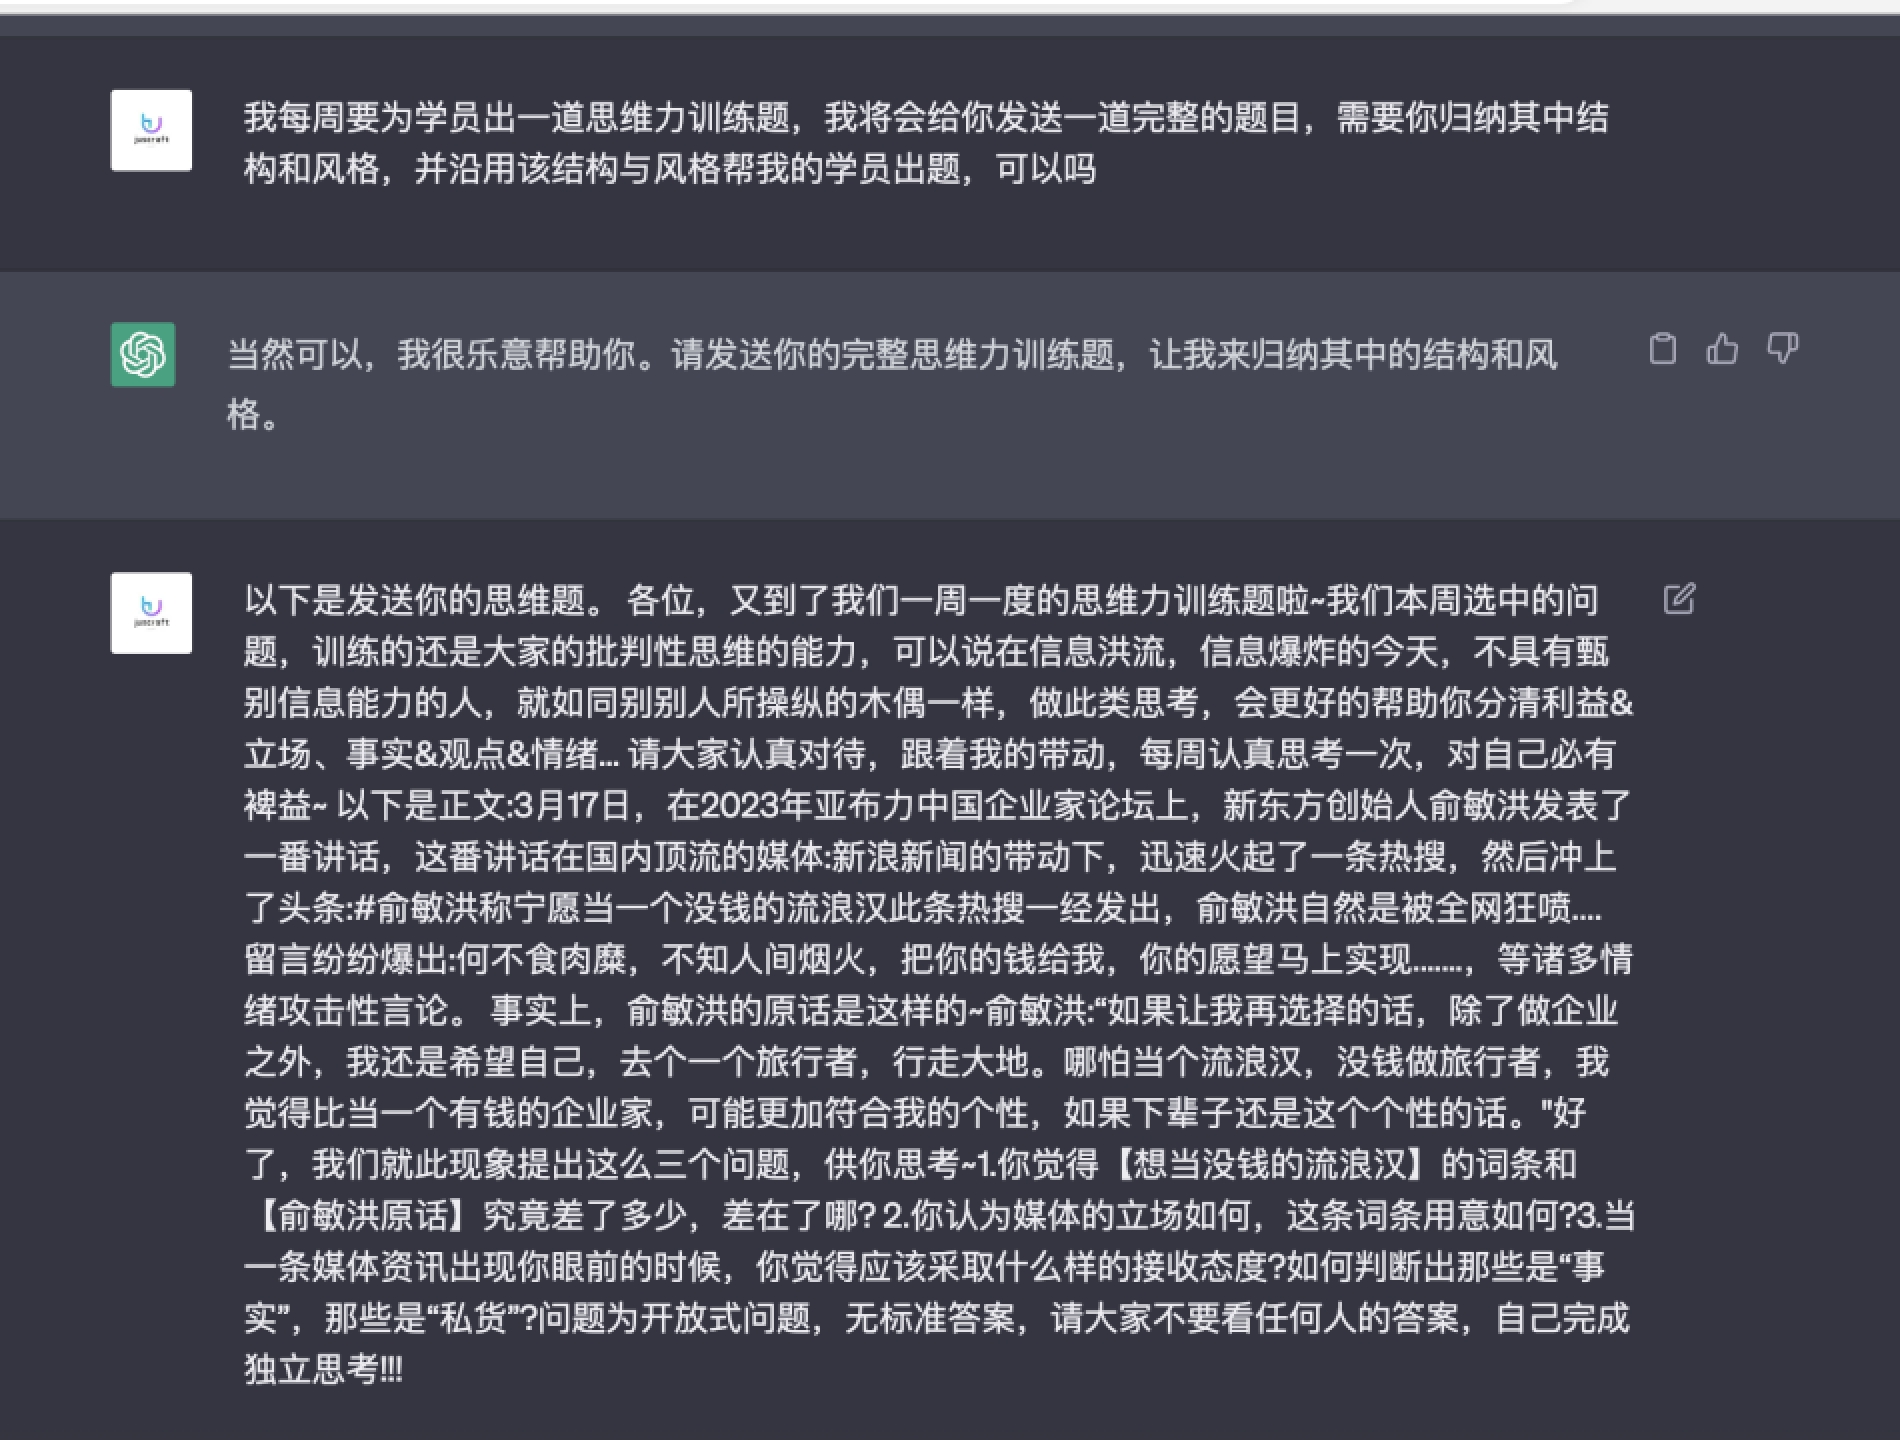 我每周要为学员出一道思维力训练题，我将会给你发送一道完整的题目，需要你归纳其中结
构和风格，并沿用该结构与风格帮我的学员出题，可以吗
当然可以，我很乐意帮助你。请发送你的完整思维力训练题，让我来归纳其中的结构和风
格。
以下是发送你的思维题。 各位，又到了我们一周一度的思维力训练题啦~我们本周选中的问
题，训练的还是大家的批判性思维的能力，可以说在信息洪流，信息爆炸的今天，不具有甄
别信息能力的人，就如同别别人所操纵的木偶一样，做此类思考，会更好的帮助你分清利益&
立场、事实&观点&情绪... 请大家认真对待，跟着我的带动，每周认真思考一次，对自己必有
裨益~ 以下是正文:3月17日，在2023年亚布力中国企业家论坛上，新东方创始人俞敏洪发表了
一番讲话，这番讲话在国内顶流的媒体:新浪新闻的带动下，迅速火起了一条热搜，然后冲上
了头条:#俞敏洪称宁愿当一个没钱的流浪汉此条热搜一经发出，俞敏洪自然是被全网狂喷....
留言纷纷爆出:何不食肉糜，不知人间烟火，把你的钱给我，你的愿望马上实现.......，等诸多情
绪攻击性言论。 事实上，俞敏洪的原话是这样的~俞敏洪:“如果让我再选择的话，除了做企业
之外，我还是希望自己，去个一个旅行者，行走大地。哪怕当个流浪汉，没钱做旅行者，我
觉得比当一个有钱的企业家，可能更加符合我的个性，如果下辈子还是这个个性的话。"好
了，我们就此现象提出这么三个问题，供你思考~1.你觉得【想当没钱的流浪汉】的词条和
【俞敏洪原话】究竟差了多少，差在了哪? 2.你认为媒体的立场如何，这条词条用意如何?3.当
一条媒体资讯出现你眼前的时候，你觉得应该采取什么样的接收态度?如何判断出那些是“事
实”，那些是“私货”?问题为开放式问题，无标准答案，请大家不要看任何人的答案，自己完成
独立思考!!!